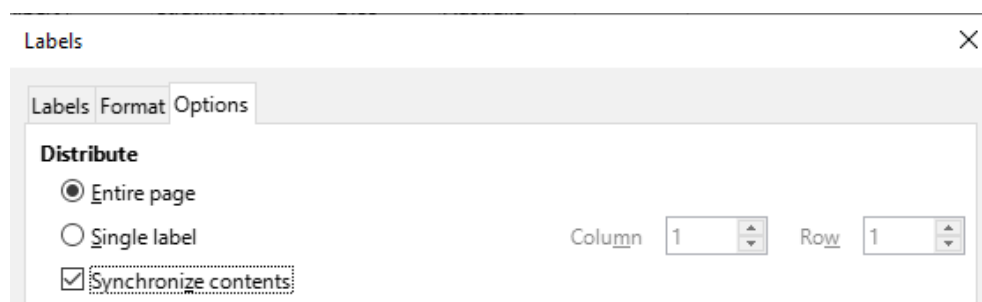 Labels
Labels Format Options
Distribute
Entire page
Single label Column 1 Row 1
Synchronize contents